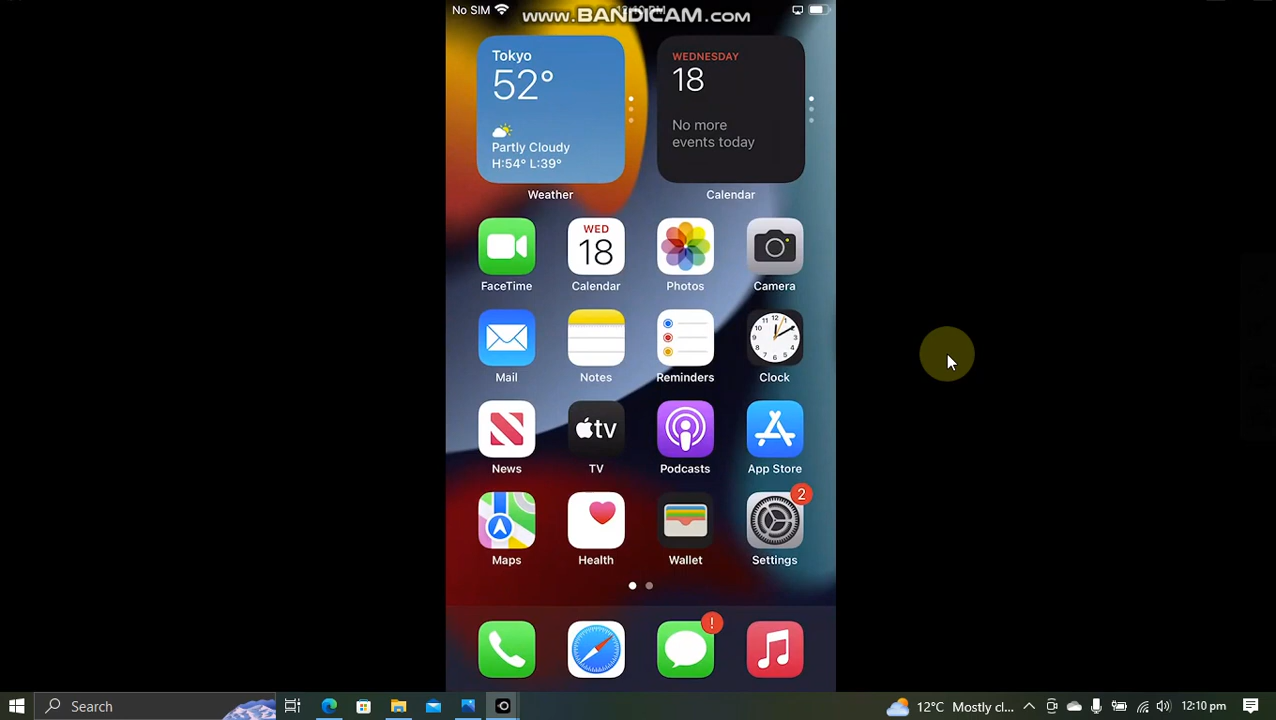 No SIM
www.BANDICAM.com
Tokyo
52°
Partly Cloudy
H:54° L:39°
Weather
WEDNESDAY
18
No more
events today
Calendar
FaceTime
WED
18
Calendar
Photos
Camera
Mail
Notes
Reminders
Clock
News
tv
TV
Podcasts
App Store
Maps
Health
Wallet
2
Settings
!
Search
12°C Mostly cl...
12:10 pm